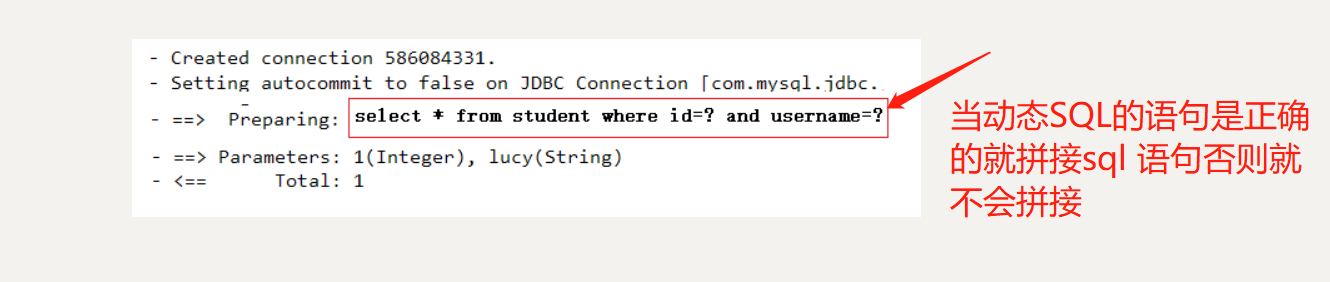 - Created connection 586084331.
- Setting autocommit to false on JDBC Connection [com.mysql.jdbc.
- ==>  Preparing: select * from student where id=? and username=?
- ==> Parameters: 1(Integer), lucy(String)
- <==      Total: 1
当动态SQL的语句是正确
的就拼接sql 语句否则就
不会拼接